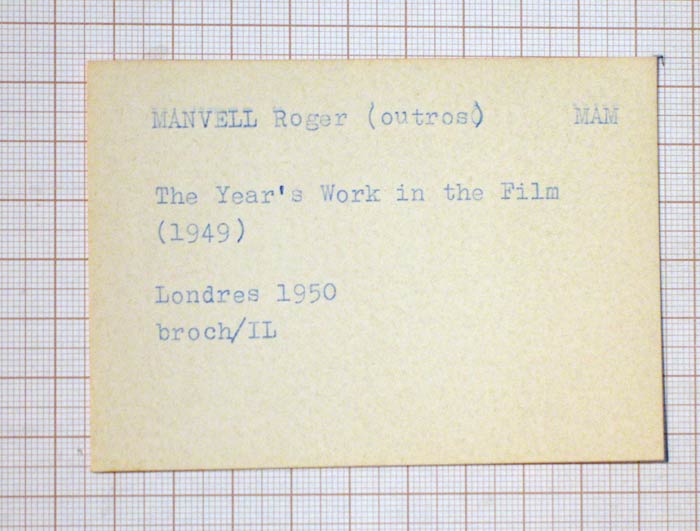 MANVELL Roger (outros) MAM
The Year's Work in the Film
(1949)
Londres 1950
broch/IL